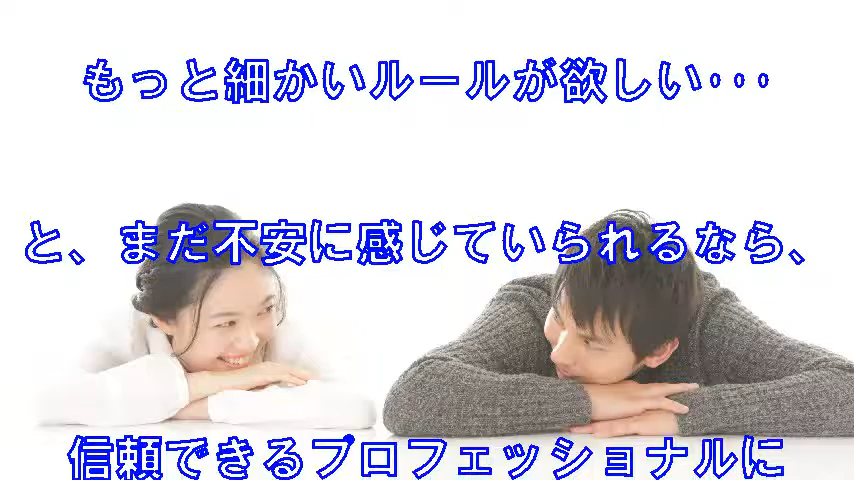 もっと細かいルールが欲しい･･･
と、まだ不安に感じていられるなら、
信頼できるプロフェッショナルに